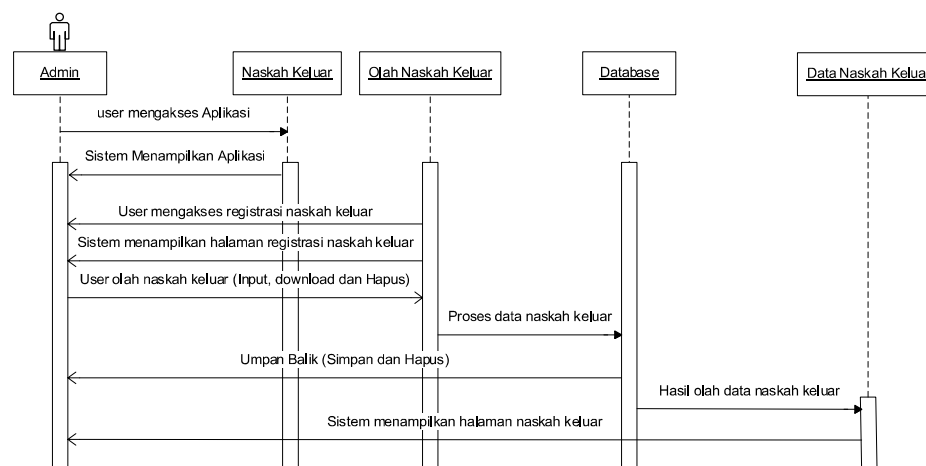 Admin
Naskah Keluar
Olah Naskah Keluar
Database
Data Naskah Kelua
user mengakses Aplikasi
Sistem Menampilkan Aplikasi
User mengakses registrasi naskah keluar
Sistem menampilkan halaman registrasi naskah keluar
User olah naskah keluar (Input, download dan Hapus)
Proses data naskah keluar
Umpan Balik (Simpan dan Hapus)
Hasil olah data naskah keluar
Sistem menampilkan halaman naskah keluar